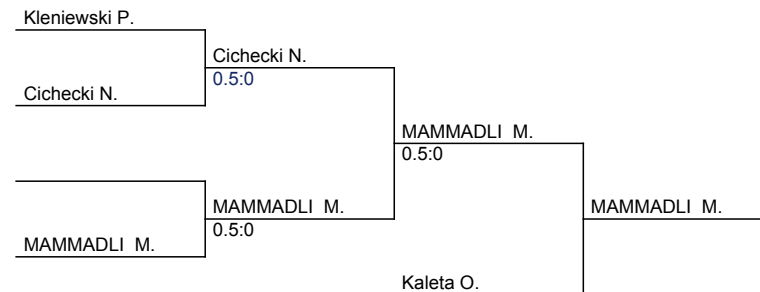 Kleniewski P.
Cichecki N.
0.5:0
Cichecki N.
MAMMADLI M.
0.5:0
MAMMADLI M.
0.5:0
MAMMADLI M.
MAMMADLI M.
Kaleta O.